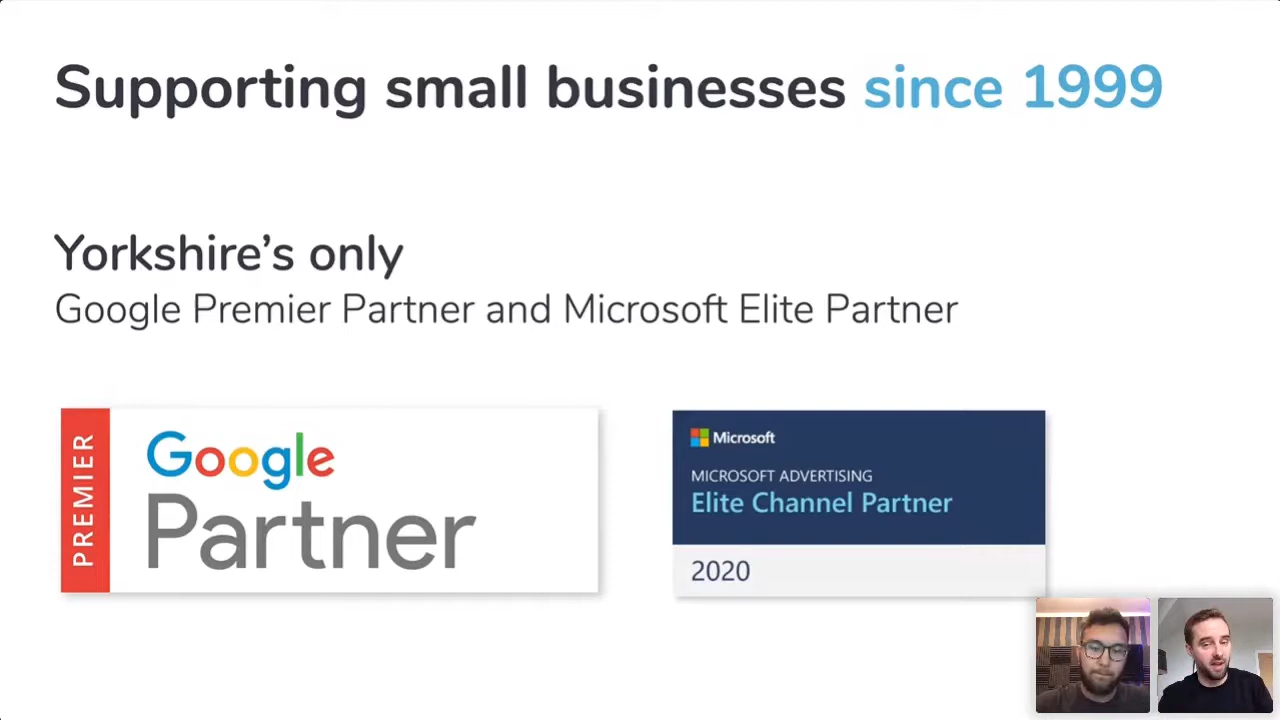 Supporting small businesses since 1999
Yorkshire’s only
Google Premier Partner and Microsoft Elite Partner
PREMIER
Google
Partner
Microsoft
MICROSOFT ADVERTISING
Elite Channel Partner
2020